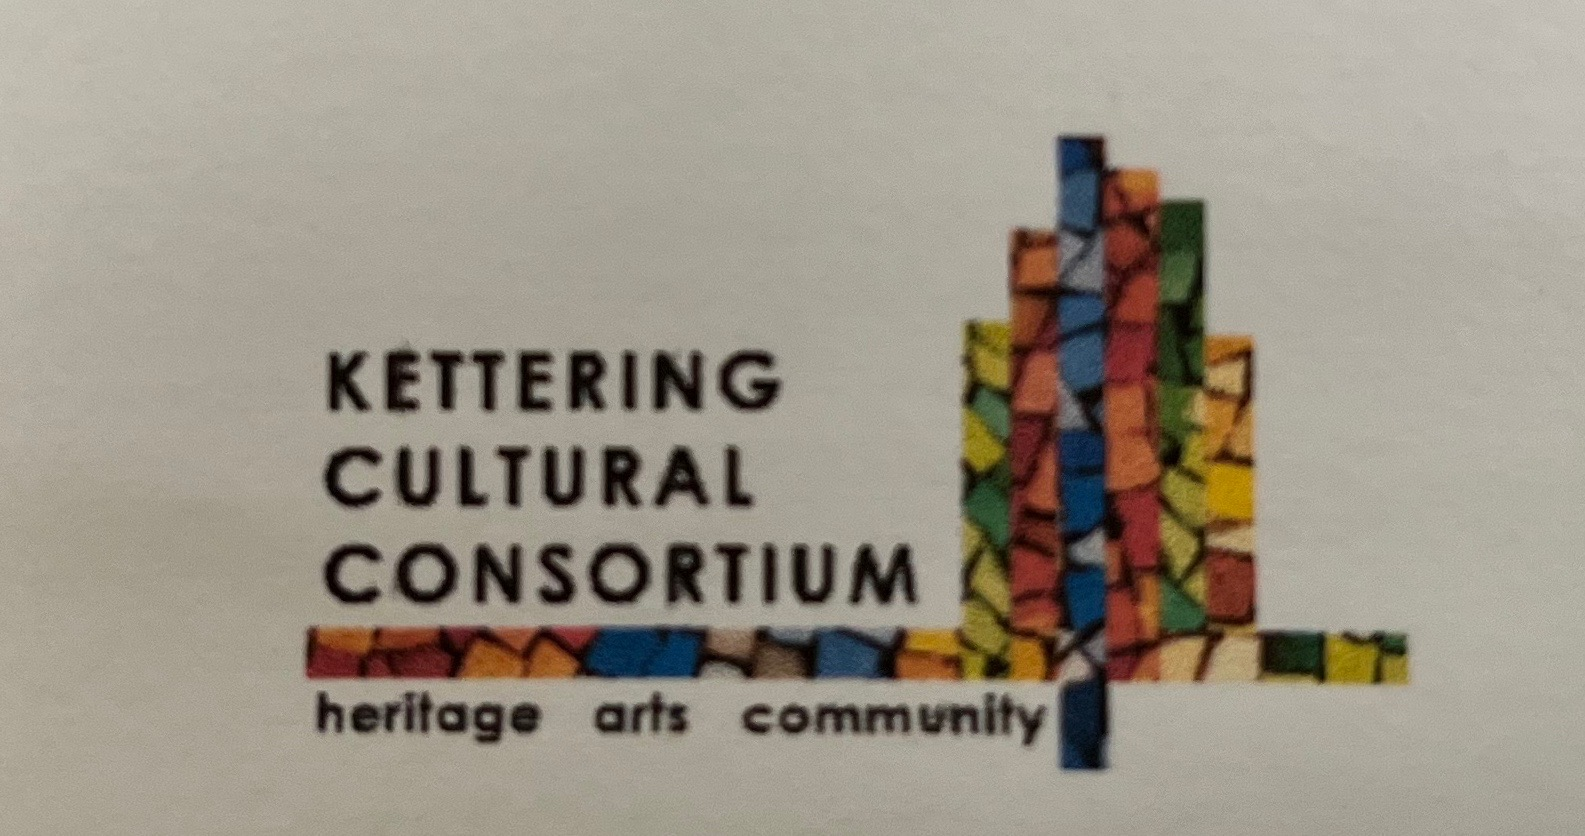 KETTERING
CULTURAL
CONSORTIUM
heritage arts community